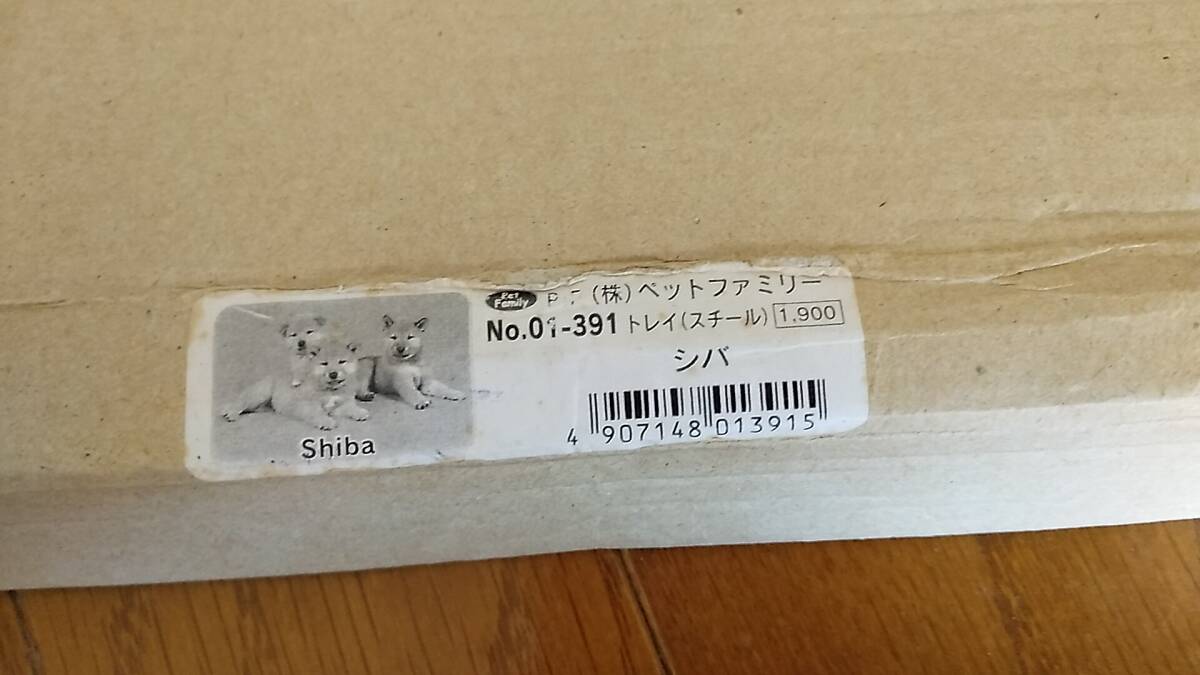 Pet Family (株)ペットファミリー
No.01-391 トレイ(スチール) 1,900
シバ
Shiba
4 907148 013915